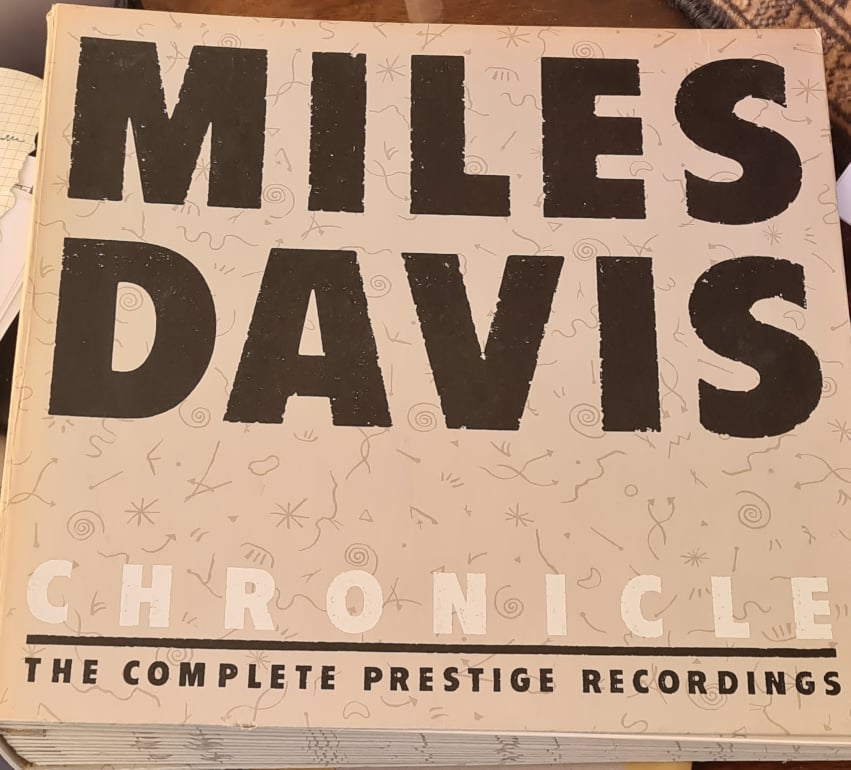 MILES
DAVIS
CHRONICLE
THE COMPLETE PRESTIGE RECORDINGS